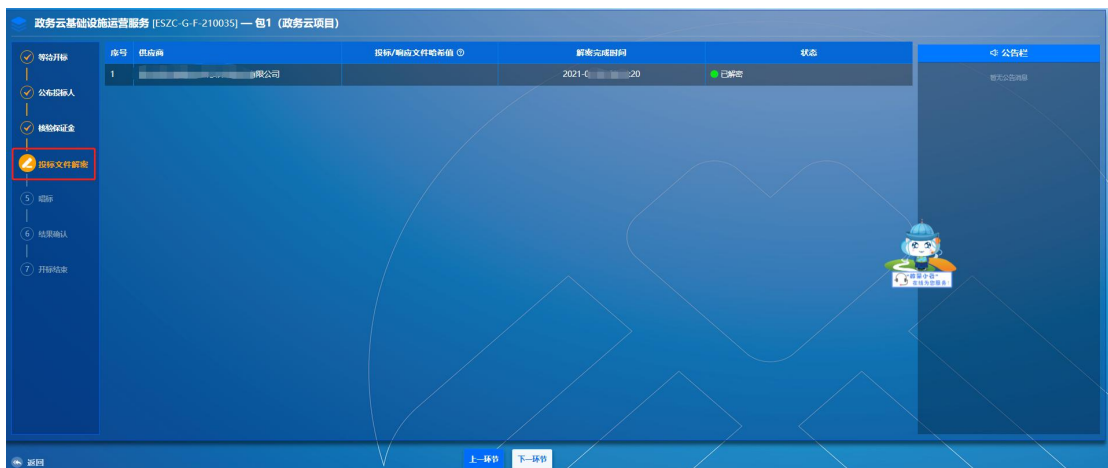 政务云基础设施运营服务 [ESZC-G-F-210035] — 包1（政务云项目）
等待开标
公布投标人
核验保证金
投标文件解密
5 唱标
6 结果确认
7 开标结束
序号 供应商 投标/响应文件哈希值 解密完成时间 状态
1 限公司 2021-0 :20 已解密
公告栏
暂无公告消息
在线为您服务!
返回
上一环节 下一环节